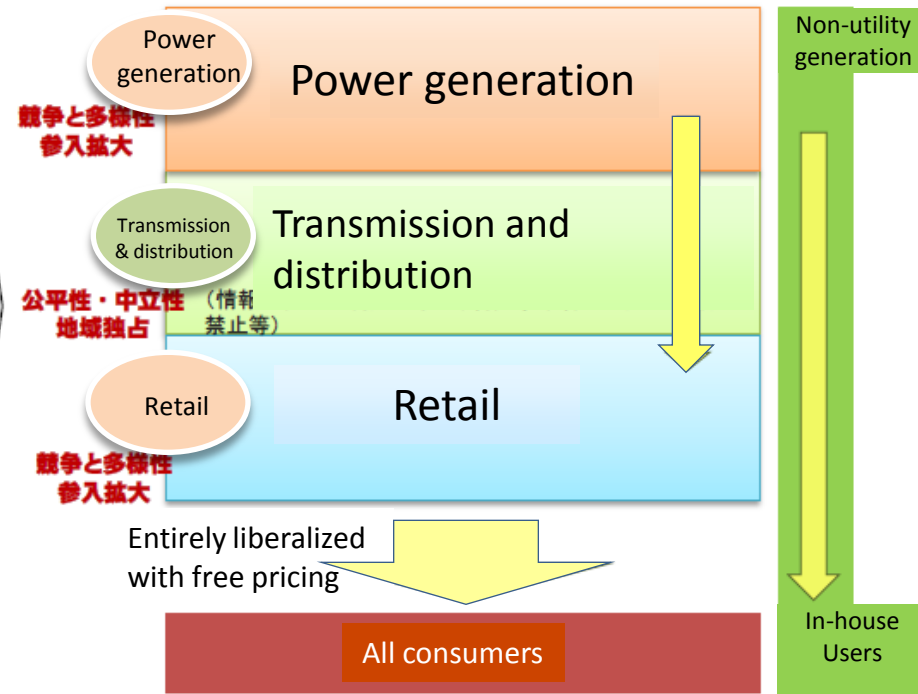 Power
generation
Power generation
競争と多様性
参入拡大
Transmission
& distribution
Transmission and
distribution
公平性・中立性
地域独占
（情報
禁止等）
Retail
Retail
競争と多様性
参入拡大
Entirely liberalized
with free pricing
All consumers
Non-utility
generation
In-house
Users